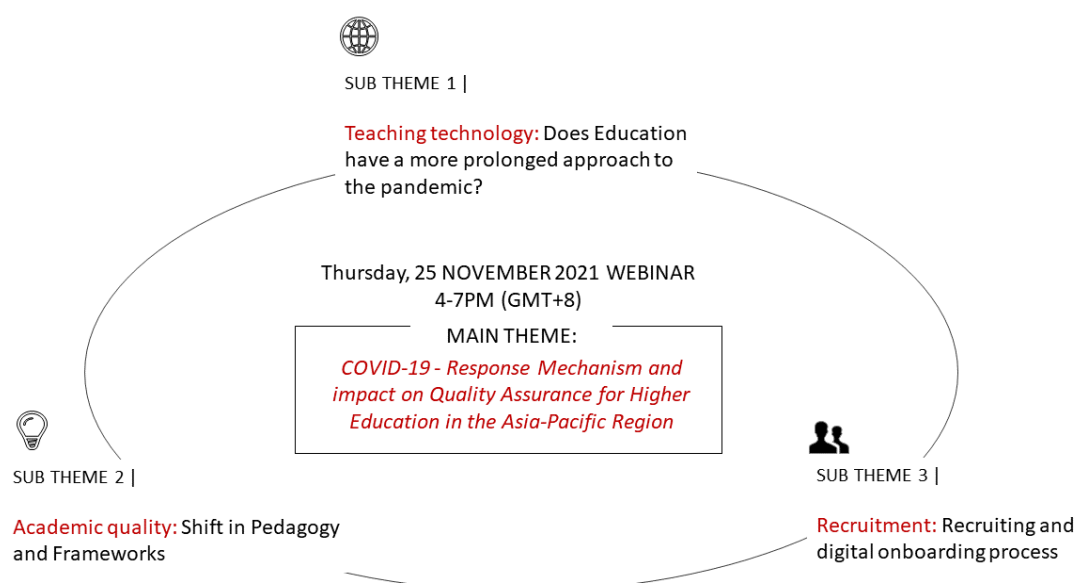 SUB THEME 1 |
Teaching technology: Does Education
have a more prolonged approach to
the pandemic?
Thursday, 25 NOVEMBER 2021 WEBINAR
4-7PM (GMT+8)
MAIN THEME:
COVID-19 - Response Mechanism and
impact on Quality Assurance for Higher
Education in the Asia-Pacific Region
SUB THEME 2 |
Academic quality: Shift in Pedagogy
and Frameworks
SUB THEME 3 |
Recruitment: Recruiting and
digital onboarding process